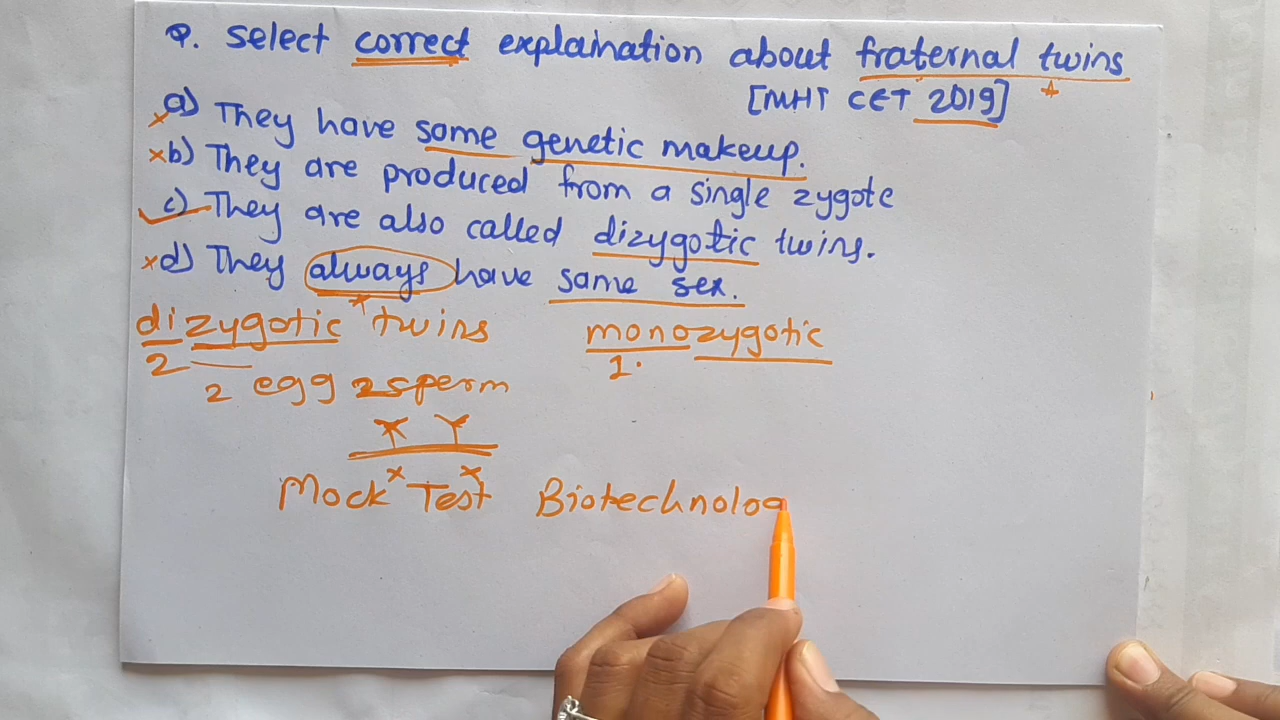 Q. select correct explaination about fraternal twins
[MHT CET 2019]
a) They have same genetic makeup.
b) They are produced from a single zygote
c) They are also called dizygotic twins.
d) They always have same sex.
dizygotic twins monozygotic
2 1.
2 egg 2 sperm
X Y
Mock Test Biotechnolog